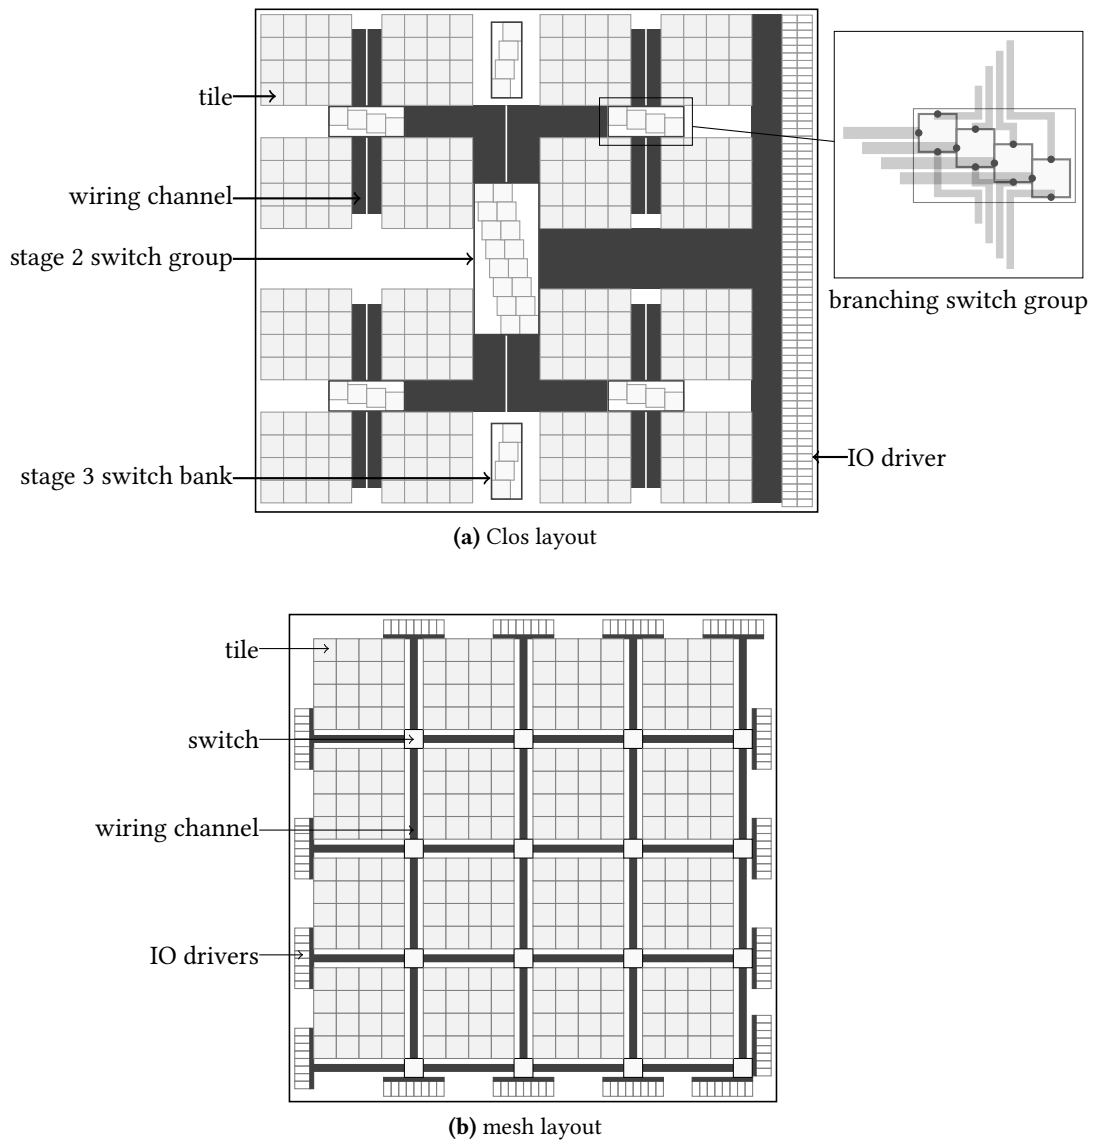 tile
wiring channel
stage 2 switch group
branching switch group
IO driver
stage 3 switch bank
(a) Clos layout
tile
switch
wiring channel
IO drivers
(b) mesh layout